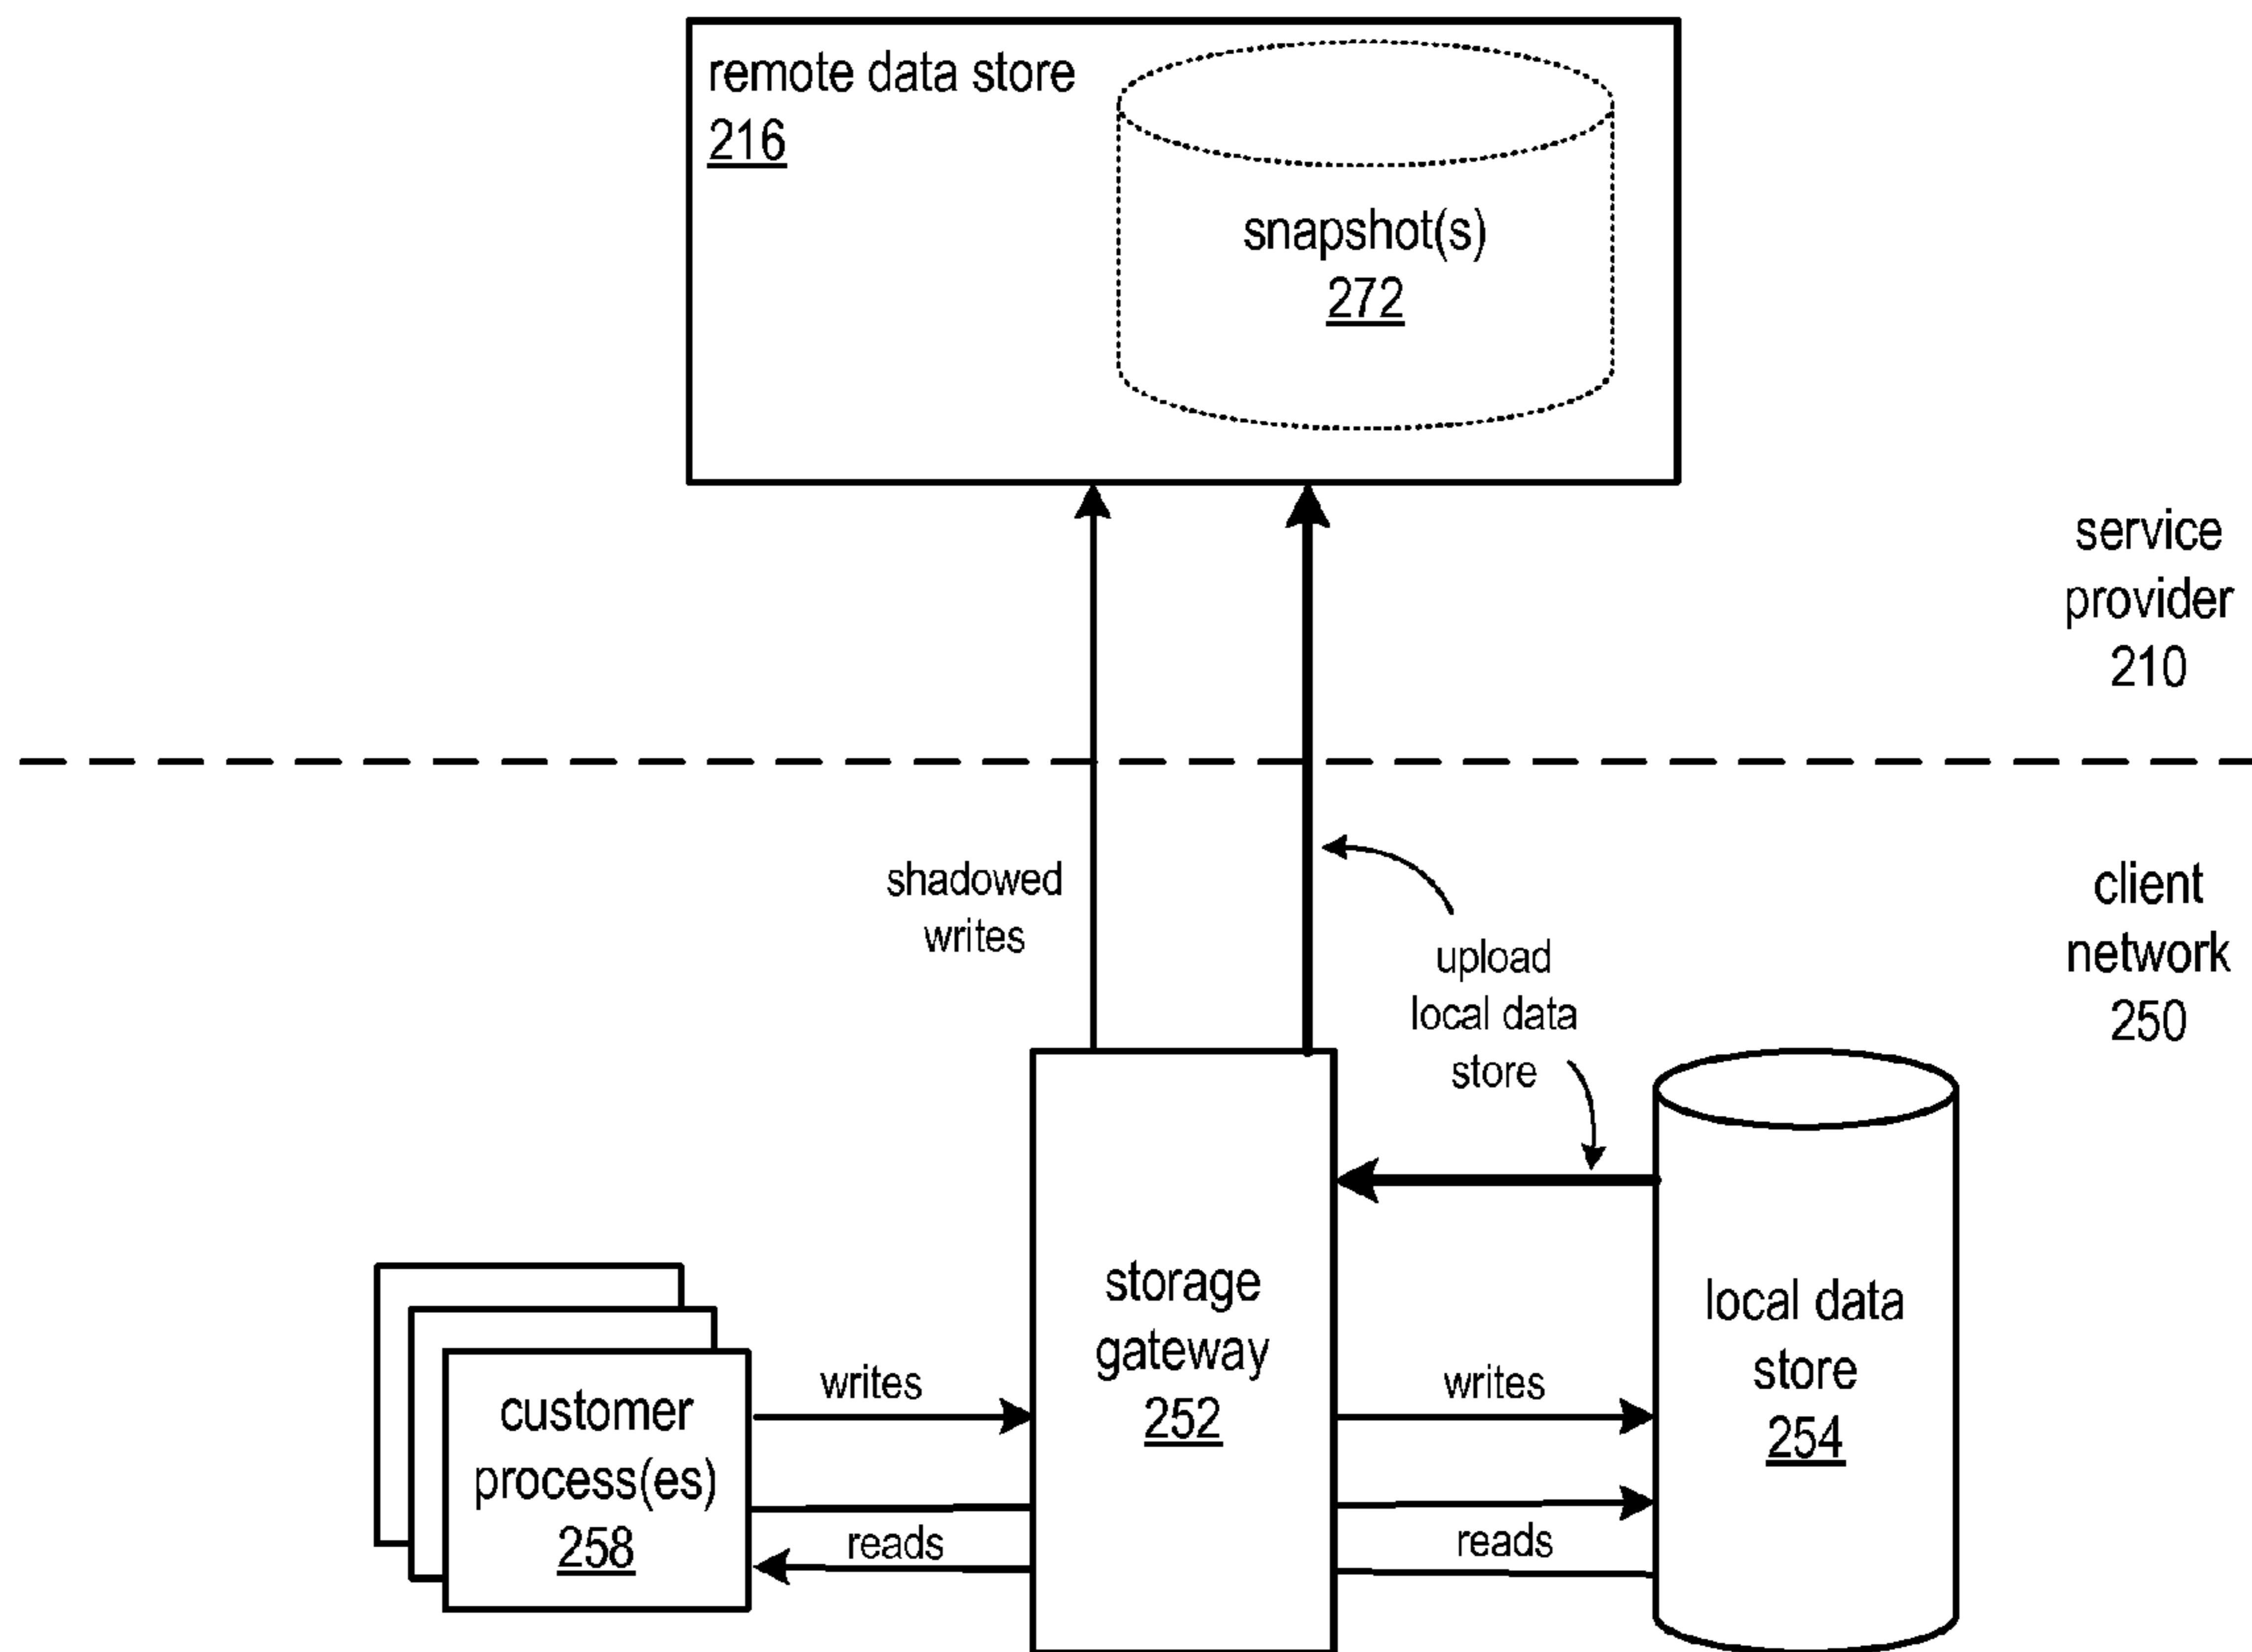 remote data store
216
snapshot(s)
272
service
provider
210
client
network
250
shadowed
writes
upload
local data
store
storage
gateway
252
local data
store
254
customer
process(es)
258
writes
reads
writes
reads